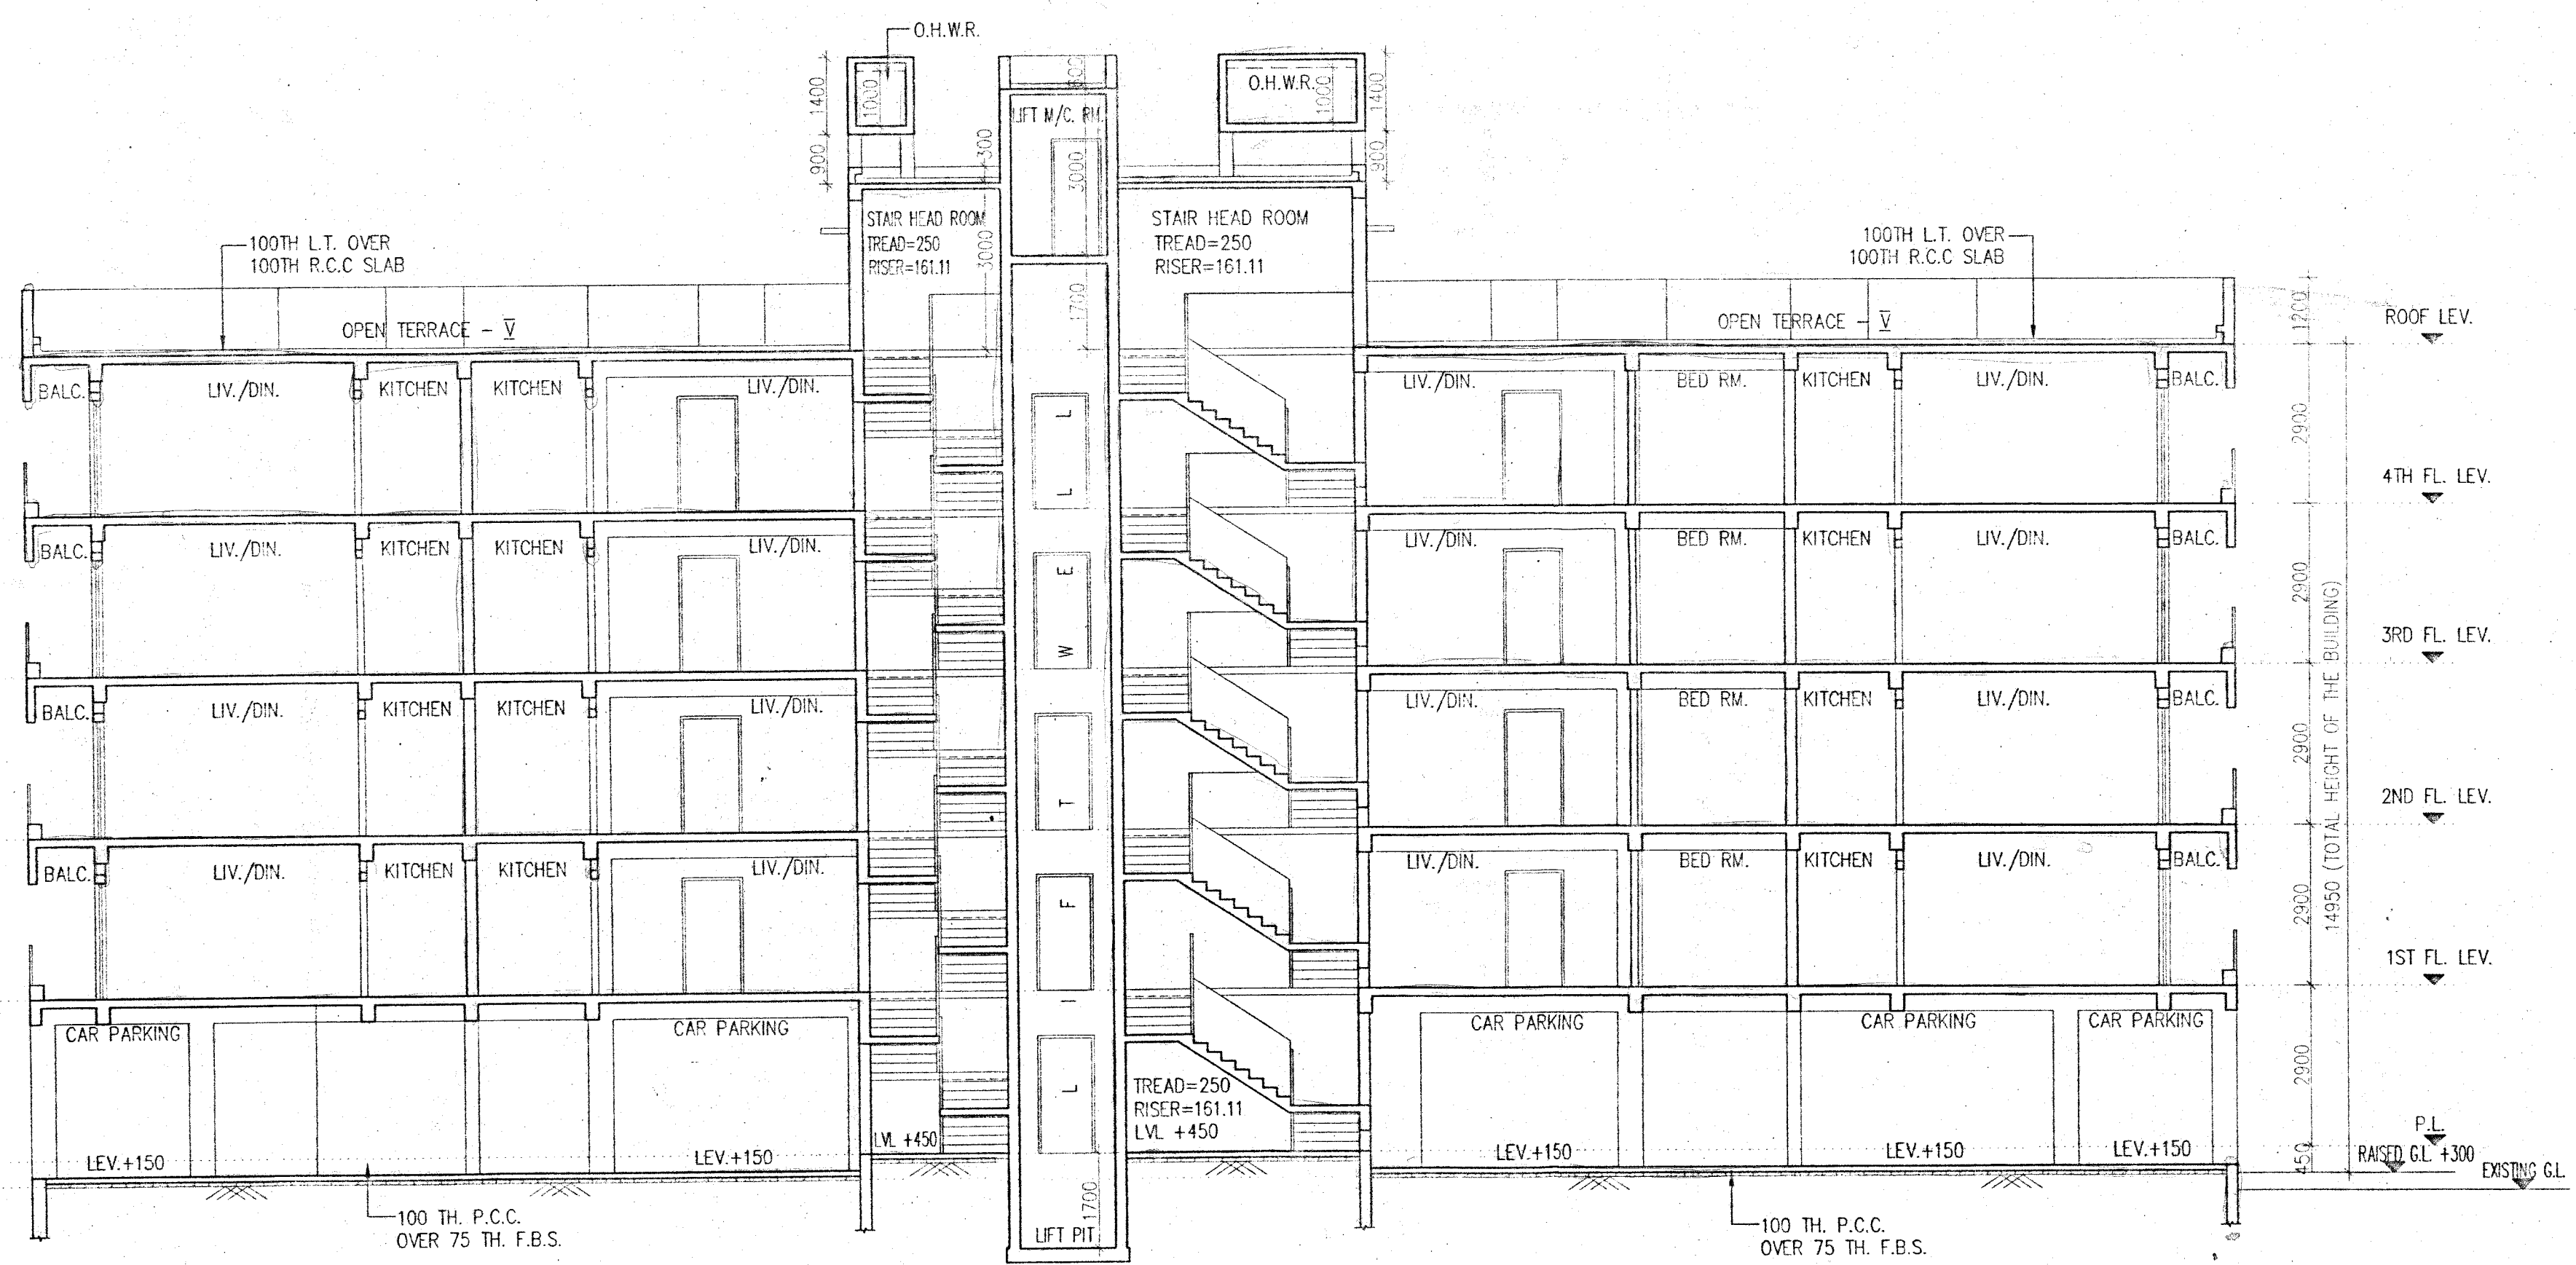 O.H.W.R.
1400
1000
900
300
600
LIFT M/C. RM.
3000
O.H.W.R.
1000
1400
900
STAIR HEAD ROOM
TREAD=250
RISER=161.11
3000
1700
STAIR HEAD ROOM
TREAD=250
RISER=161.11
100TH L.T. OVER
100TH R.C.C SLAB
100TH L.T. OVER
100TH R.C.C SLAB
OPEN TERRACE - V
OPEN TERRACE - V
1200
ROOF LEV.
BALC. LIV./DIN. KITCHEN KITCHEN LIV./DIN.
LIV./DIN. BED RM. KITCHEN LIV./DIN. BALC.
2900
4TH FL. LEV.
BALC. LIV./DIN. KITCHEN KITCHEN LIV./DIN.
LIV./DIN. BED RM. KITCHEN LIV./DIN. BALC.
2900
3RD FL. LEV.
BALC. LIV./DIN. KITCHEN KITCHEN LIV./DIN.
LIV./DIN. BED RM. KITCHEN LIV./DIN. BALC.
2900
2ND FL. LEV.
BALC. LIV./DIN. KITCHEN KITCHEN LIV./DIN.
LIV./DIN. BED RM. KITCHEN LIV./DIN. BALC.
2900
1ST FL. LEV.
LIFT WELL
14950 (TOTAL HEIGHT OF THE BUILDING)
CAR PARKING CAR PARKING
CAR PARKING CAR PARKING CAR PARKING
2900
TREAD=250
RISER=161.11
LVL +450
LVL +450
LEV.+150 LEV.+150
LEV.+150 LEV.+150 LEV.+150
450
P.L.
RAISED G.L. +300
EXISTING G.L.
1700
LIFT PIT
100 TH. P.C.C.
OVER 75 TH. F.B.S.
100 TH. P.C.C.
OVER 75 TH. F.B.S.